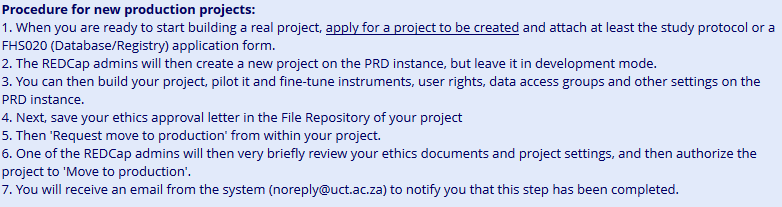 Procedure for new production projects:
1. When you are ready to start building a real project, apply for a project to be created and attach at least the study protocol or a
FHS020 (Database/Registry) application form.
2. The REDCap admins will then create a new project on the PRD instance, but leave it in development mode.
3. You can then build your project, pilot it and fine-tune instruments, user rights, data access groups and other settings on the
PRD instance.
4. Next, save your ethics approval letter in the File Repository of your project
5. Then 'Request move to production' from within your project.
6. One of the REDCap admins will then very briefly review your ethics documents and project settings, and then authorize the
project to 'Move to production'.
7. You will receive an email from the system (noreply@uct.ac.za) to notify you that this step has been completed.